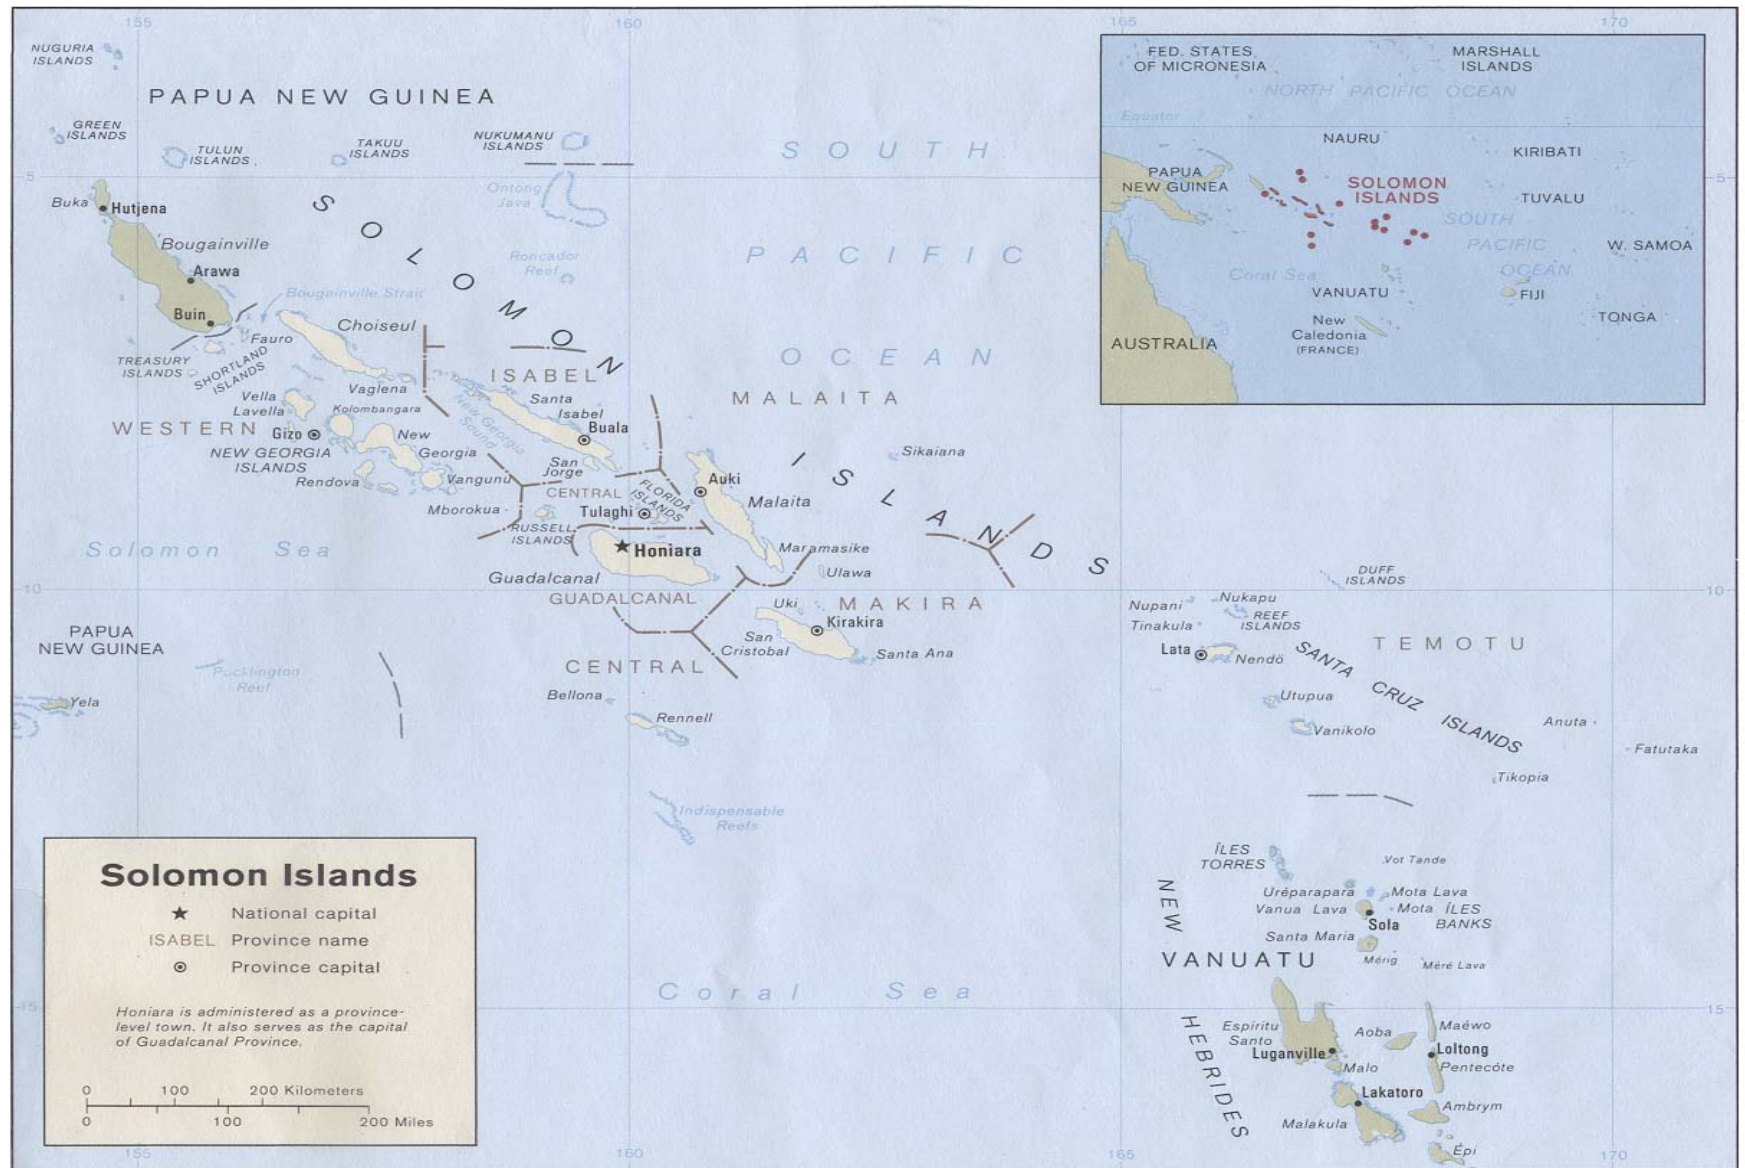 155
160
165
170
NUGURIA
ISLANDS
PAPUA NEW GUINEA
GREEN
ISLANDS
TULUN
ISLANDS
TAKUU
ISLANDS
NUKUMANU
ISLANDS
SOUTH
PACIFIC
OCEAN
5
5
Ontong
Java
Buka
Hutjena
Bougainville
Arawa
Buin
Roncador
Reef
Bougainville Strait
SOLOMON
ISLANDS
Choiseul
Fauro
TREASURY
ISLANDS
SHORTLAND
ISLANDS
Vaglena
Vella
Lavella
Kolombangara
WESTERN
Gizo
New
Georgia
NEW GEORGIA
ISLANDS
Rendova
Vangunu
Mborokua
ISABEL
Santa
Isabel
Buala
New Georgia
Sound
San
Jorge
MALAITA
Sikaiana
CENTRAL
FLORIDA
ISLANDS
Tulaghi
Auki
Malaita
RUSSELL
ISLANDS
Honiara
Maramasike
Ulawa
Solomon Sea
Guadalcanal
GUADALCANAL
10
10
Uki
MAKIRA
Kirakira
San
Cristobal
Santa Ana
CENTRAL
Bellona
Rennell
PAPUA
NEW GUINEA
Pocklington
Reef
Yela
Indispensable
Reefs
DUFF
ISLANDS
Nupani
Nukapu
REEF
ISLANDS
Tinakula
TEMOTU
Lata
Nendö
SANTA CRUZ ISLANDS
Utupua
Vanikolo
Anuta
Fatutaka
Tikopia
ÎLES
TORRES
Vot Tande
Uréparapara
Mota Lava
Vanua Lava
Mota
ÎLES
BANKS
Sola
Santa Maria
Mérig
Méré Lava
VANUATU
NEW
HEBRIDES
Coral Sea
15
15
Espiritu
Santo
Luganville
Aoba
Maéwo
Loltong
Pentecôte
Malo
Lakatoro
Ambrym
Malakula
Épi
155
160
165
170
FED. STATES
OF MICRONESIA
MARSHALL
ISLANDS
NORTH PACIFIC OCEAN
Equator
NAURU
KIRIBATI
PAPUA
NEW GUINEA
SOLOMON
ISLANDS
TUVALU
SOUTH
PACIFIC
OCEAN
W. SAMOA
Coral Sea
VANUATU
FIJI
New
Caledonia
(FRANCE)
TONGA
AUSTRALIA
Solomon Islands
National capital
ISABEL Province name
Province capital
Honiara is administered as a province-
level town. It also serves as the capital
of Guadalcanal Province.
0 100 200 Kilometers
0 100 200 Miles